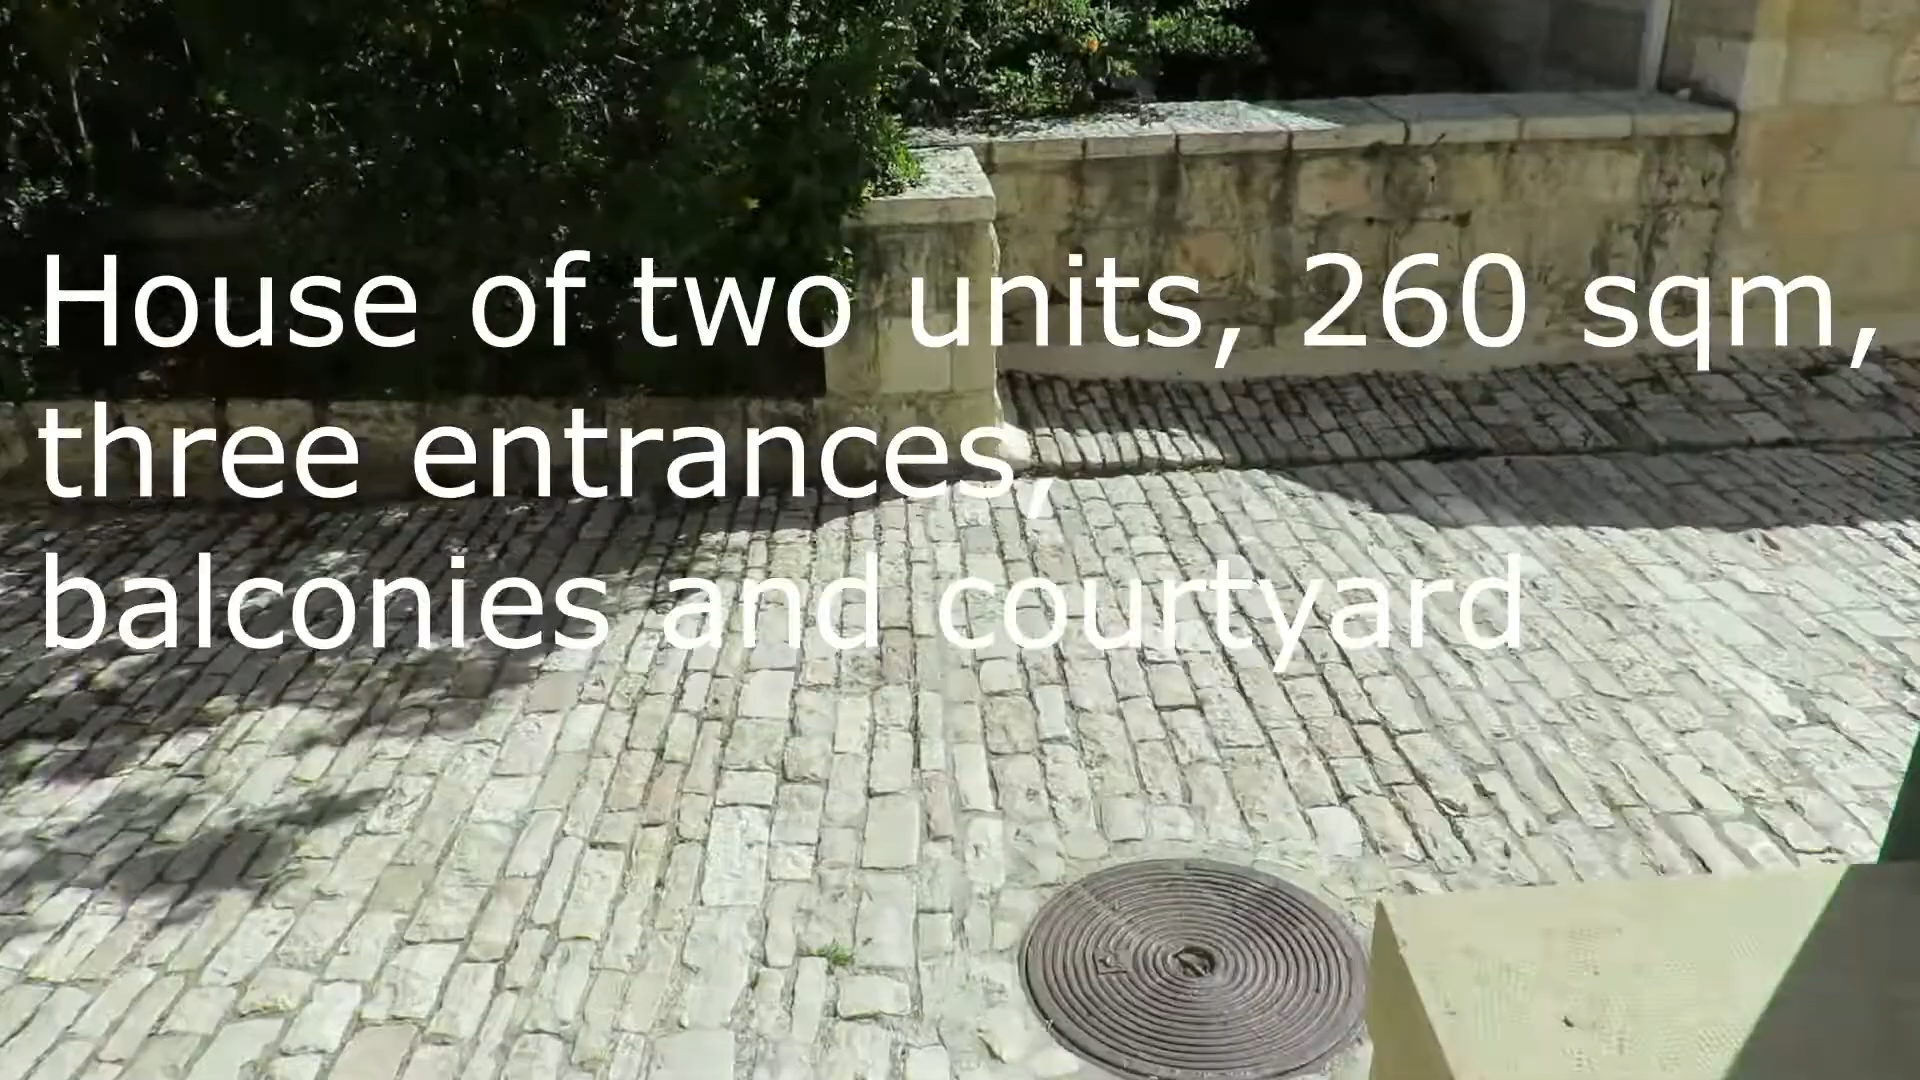 House of two units, 260 sqm,
three entrances,
balconies and courtyard